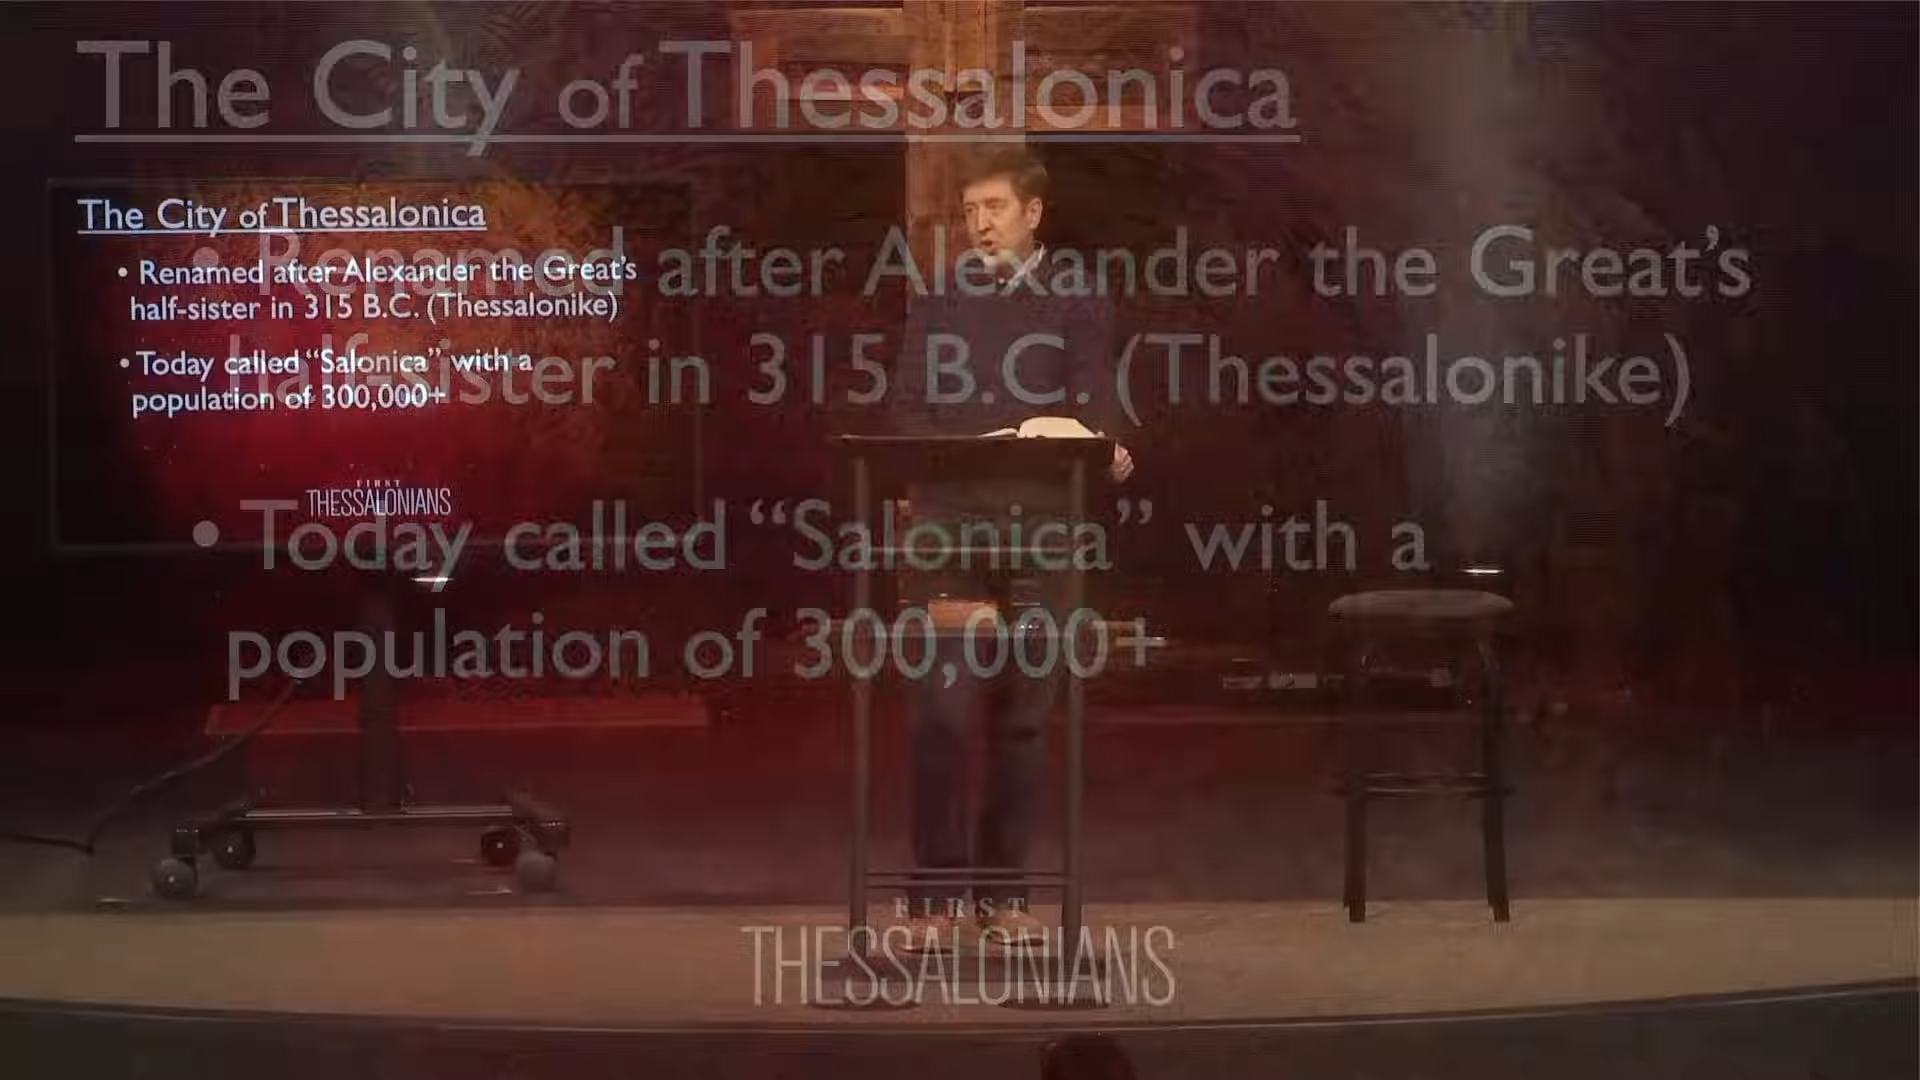 The City of Thessalonica
• Renamed after Alexander the Great's
half-sister in 315 B.C. (Thessalonike)
• Today called “Salonica” with a
population of 300,000+
FIRST
THESSALONIANS
The City of Thessalonica
• Renamed after Alexander the Great's
half-sister in 315 B.C. (Thessalonike)
• Today called “Salonica” with a
population of 300,000+
FIRST
THESSALONIANS